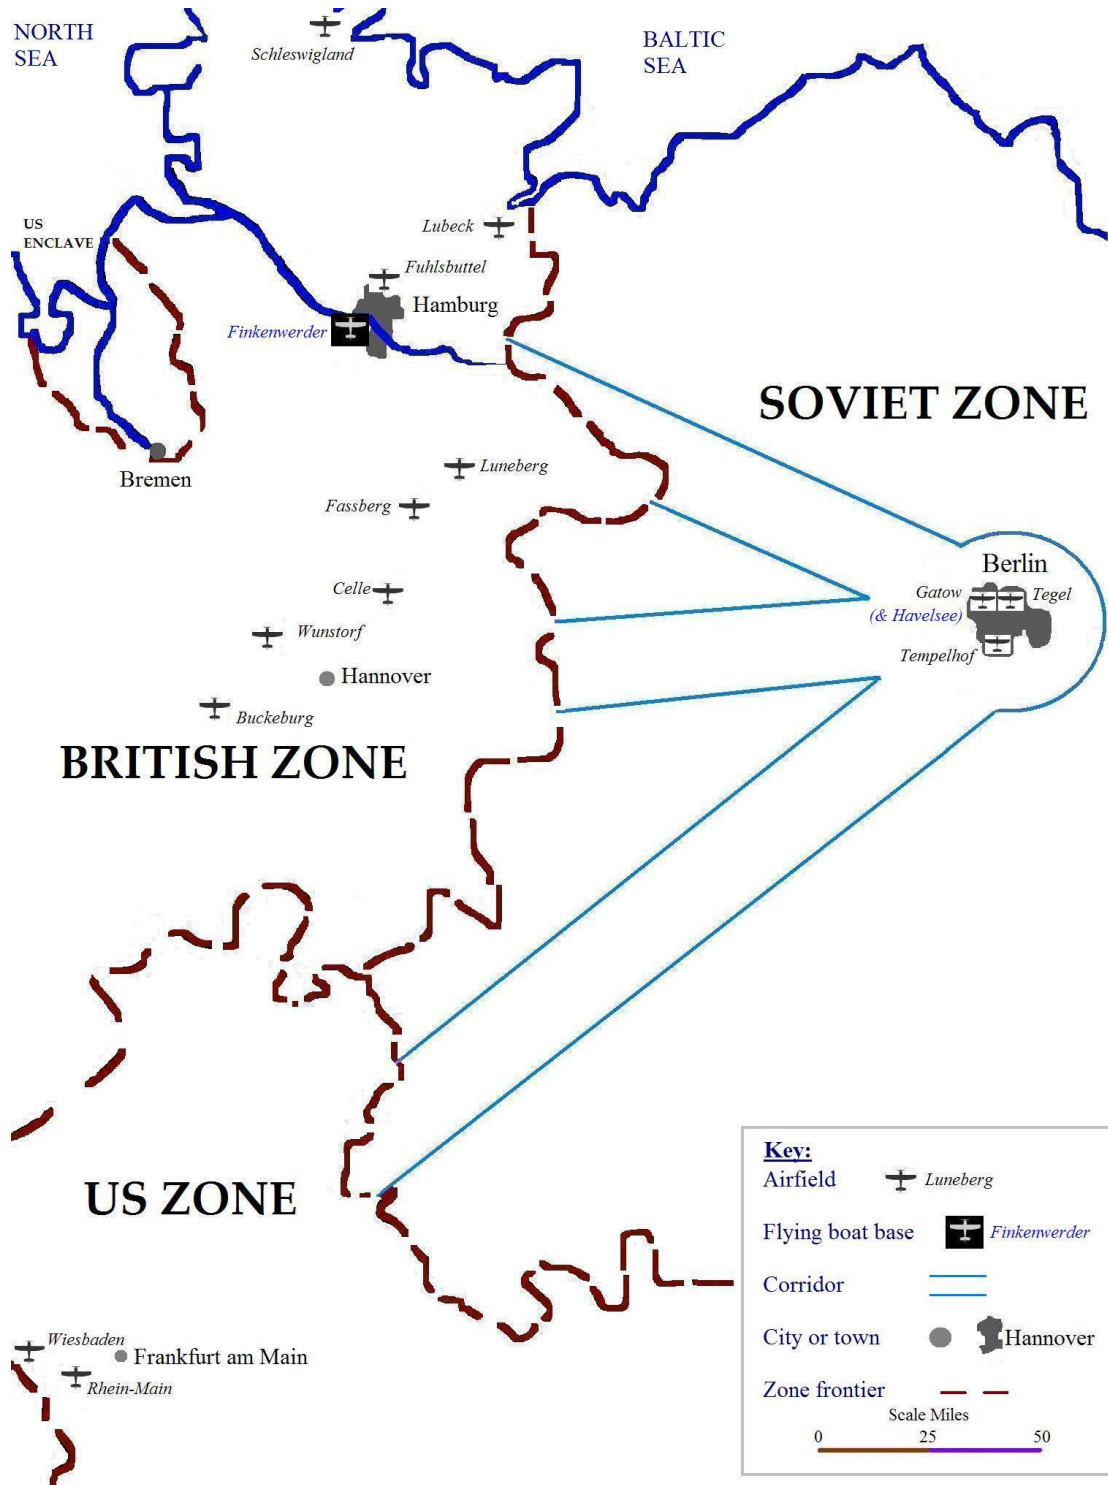 NORTH
SEA
Schleswigland
BALTIC
SEA
US
ENCLAVE
Lubeck
Fuhlsbuttel
Hamburg
Finkenwerder
SOVIET ZONE
Bremen
Luneberg
Fassberg
Berlin
Celle
Gatow
Tegel
(& Havelsee)
Wunstorf
Tempelhof
Hannover
Buckeburg
BRITISH ZONE
US ZONE
Wiesbaden
Frankfurt am Main
Rhein-Main
Key:
Airfield Luneberg
Flying boat base Finkenwerder
Corridor
City or town Hannover
Zone frontier
Scale Miles
0 25 50